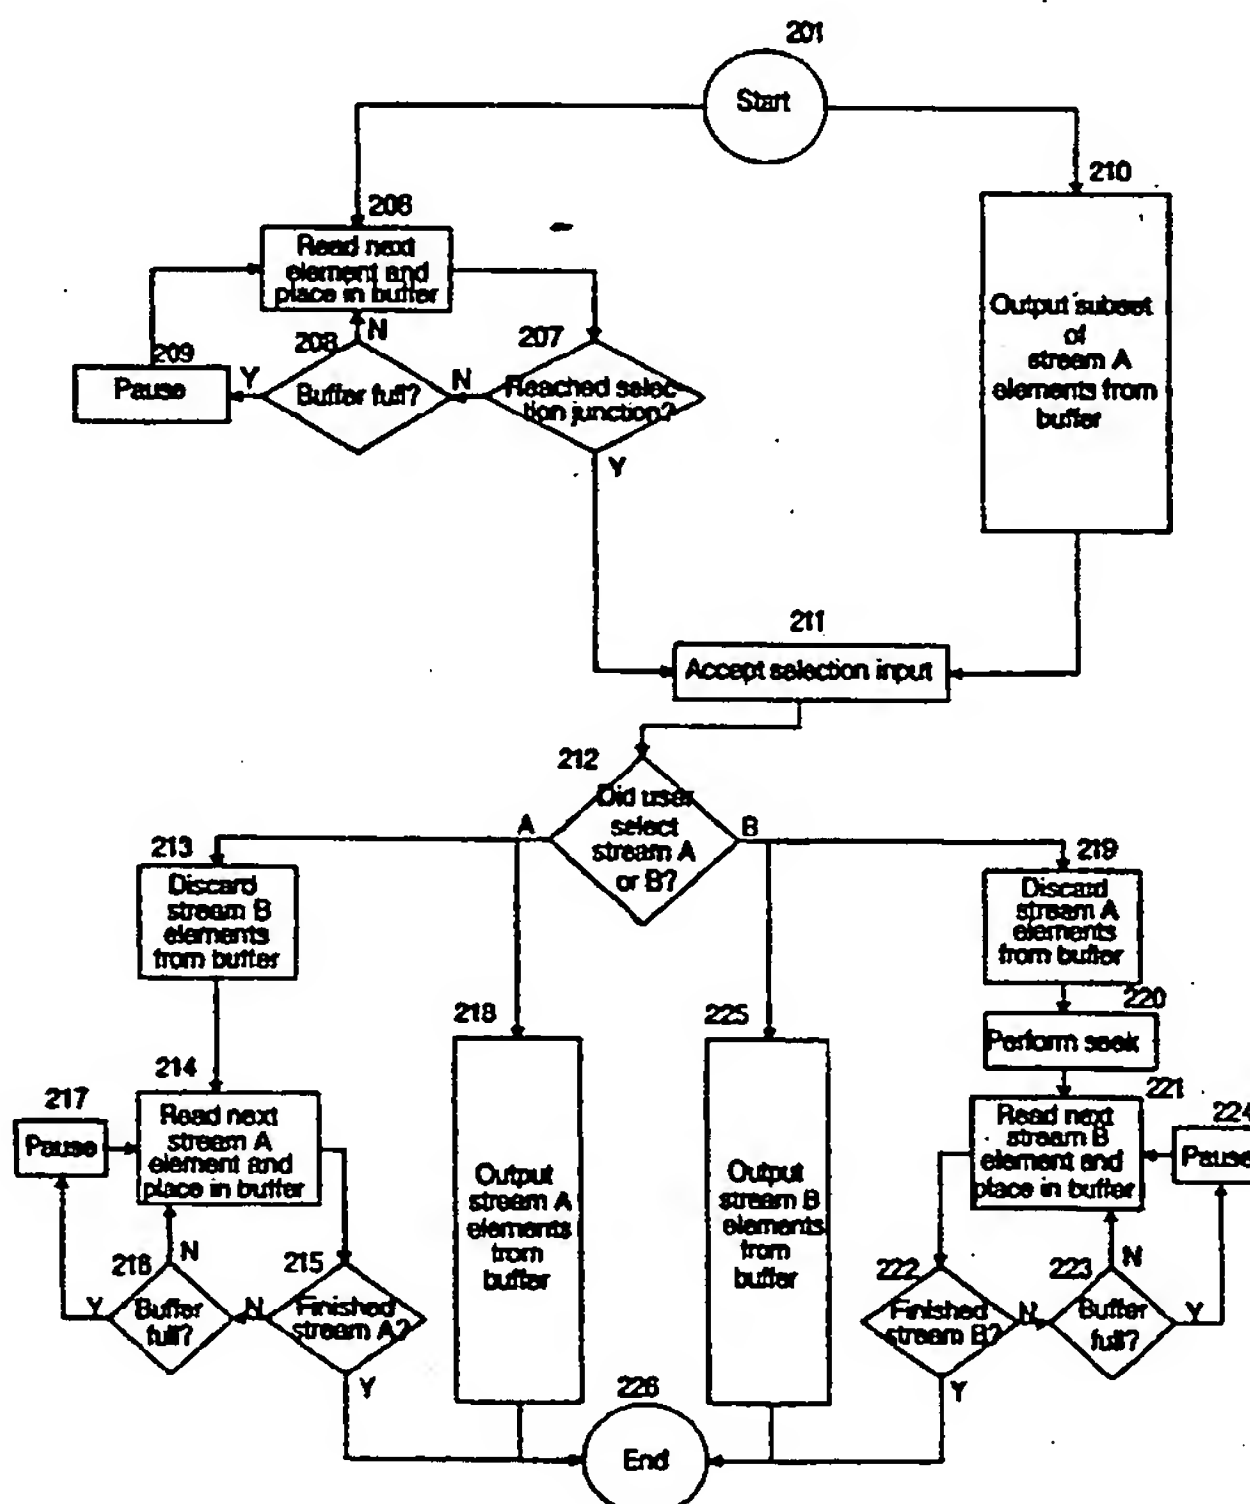 201
Start
210
206
Read next
element and
place in buffer
Output subset
of
stream A
elements from
buffer
N
207
208
209
Pause
Y
Buffer full?
N
Reached selec-
tion junction?
Y
211
Accept selection input
212
Did user
select
stream A
or B?
A
B
213
Discard
stream B
elements
from buffer
219
Discard
stream A
elements
from buffer
220
Perform seek
218
225
214
217
Pause
Read next
stream A
element and
place in buffer
221
224
Read next
stream B
element and
place in buffer
Pause
Output
stream A
elements
from
buffer
Output
stream B
elements
from
buffer
N
216
215
Y
Buffer
full?
N
Finished
stream A?
Y
222
223
N
Finished
stream B?
N
Buffer
full?
Y
Y
226
End